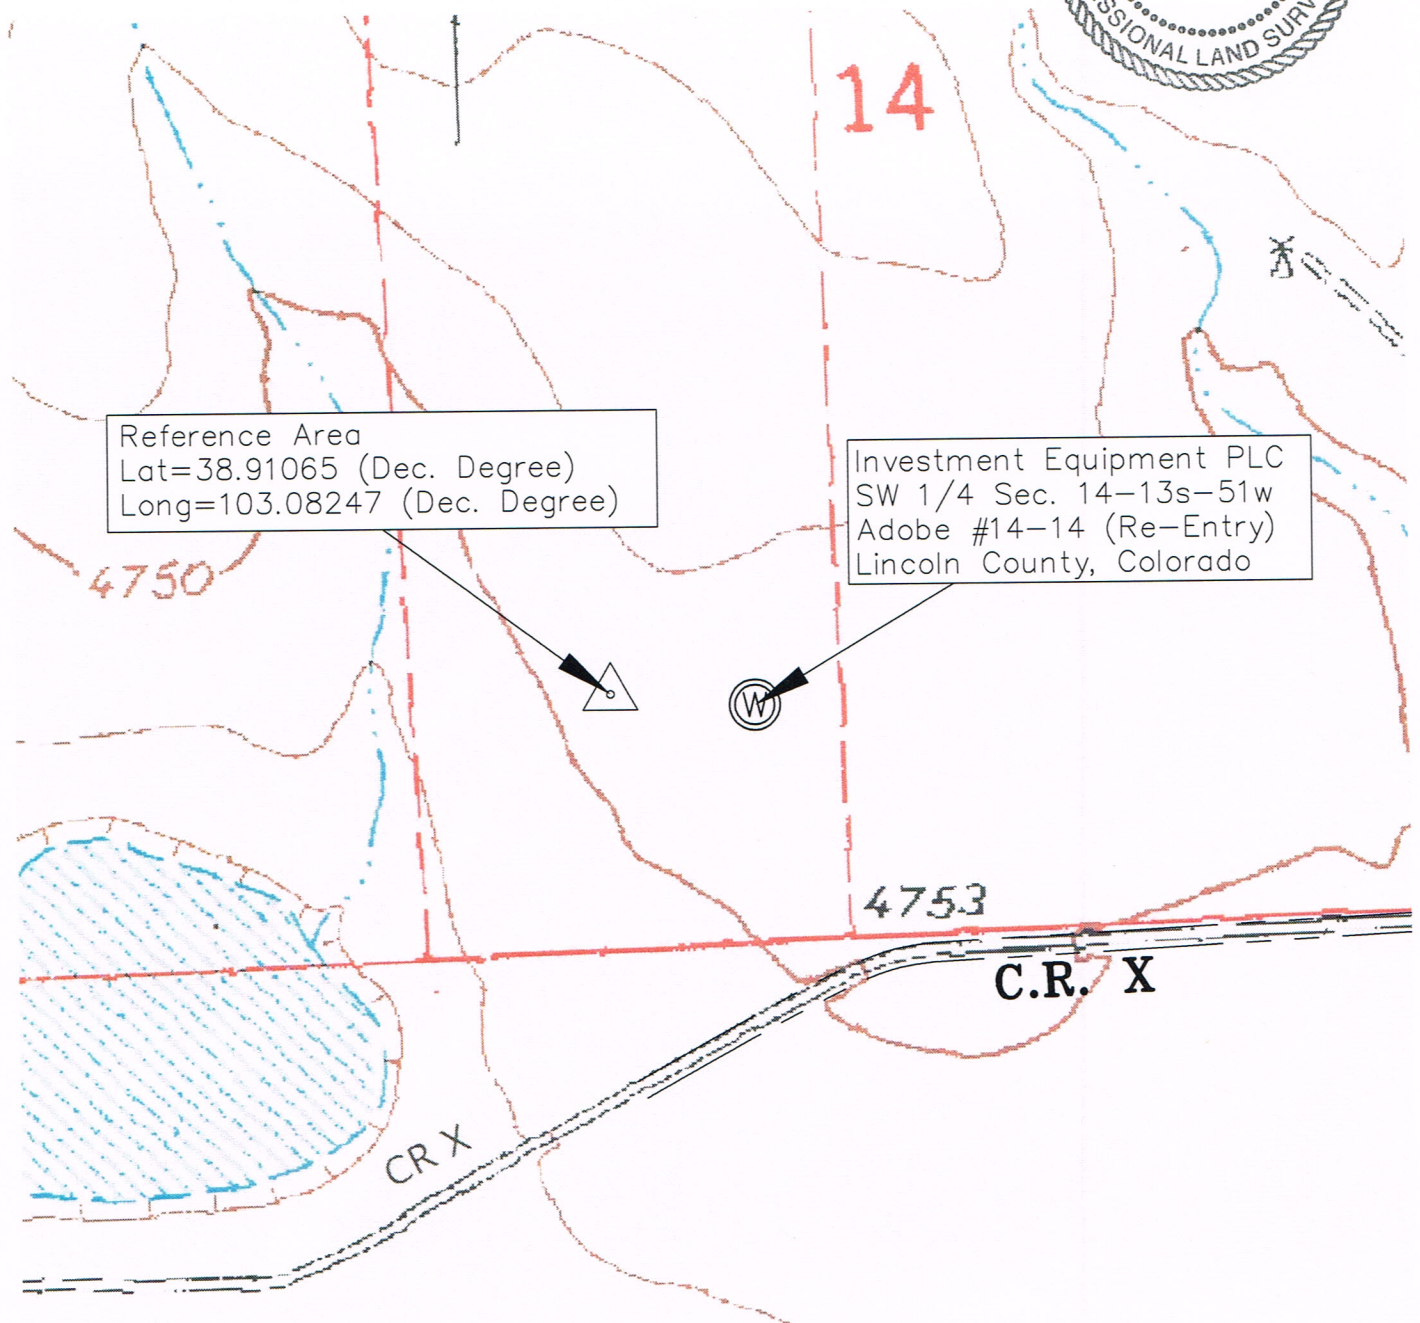 SSIONAL LAND SURV
14
Reference Area
Lat=38.91065 (Dec. Degree)
Long=103.08247 (Dec. Degree)
Investment Equipment PLC
SW 1/4 Sec. 14-13s-51w
Adobe #14-14 (Re-Entry)
Lincoln County, Colorado
4750
W
4753
C.R. X
CR X